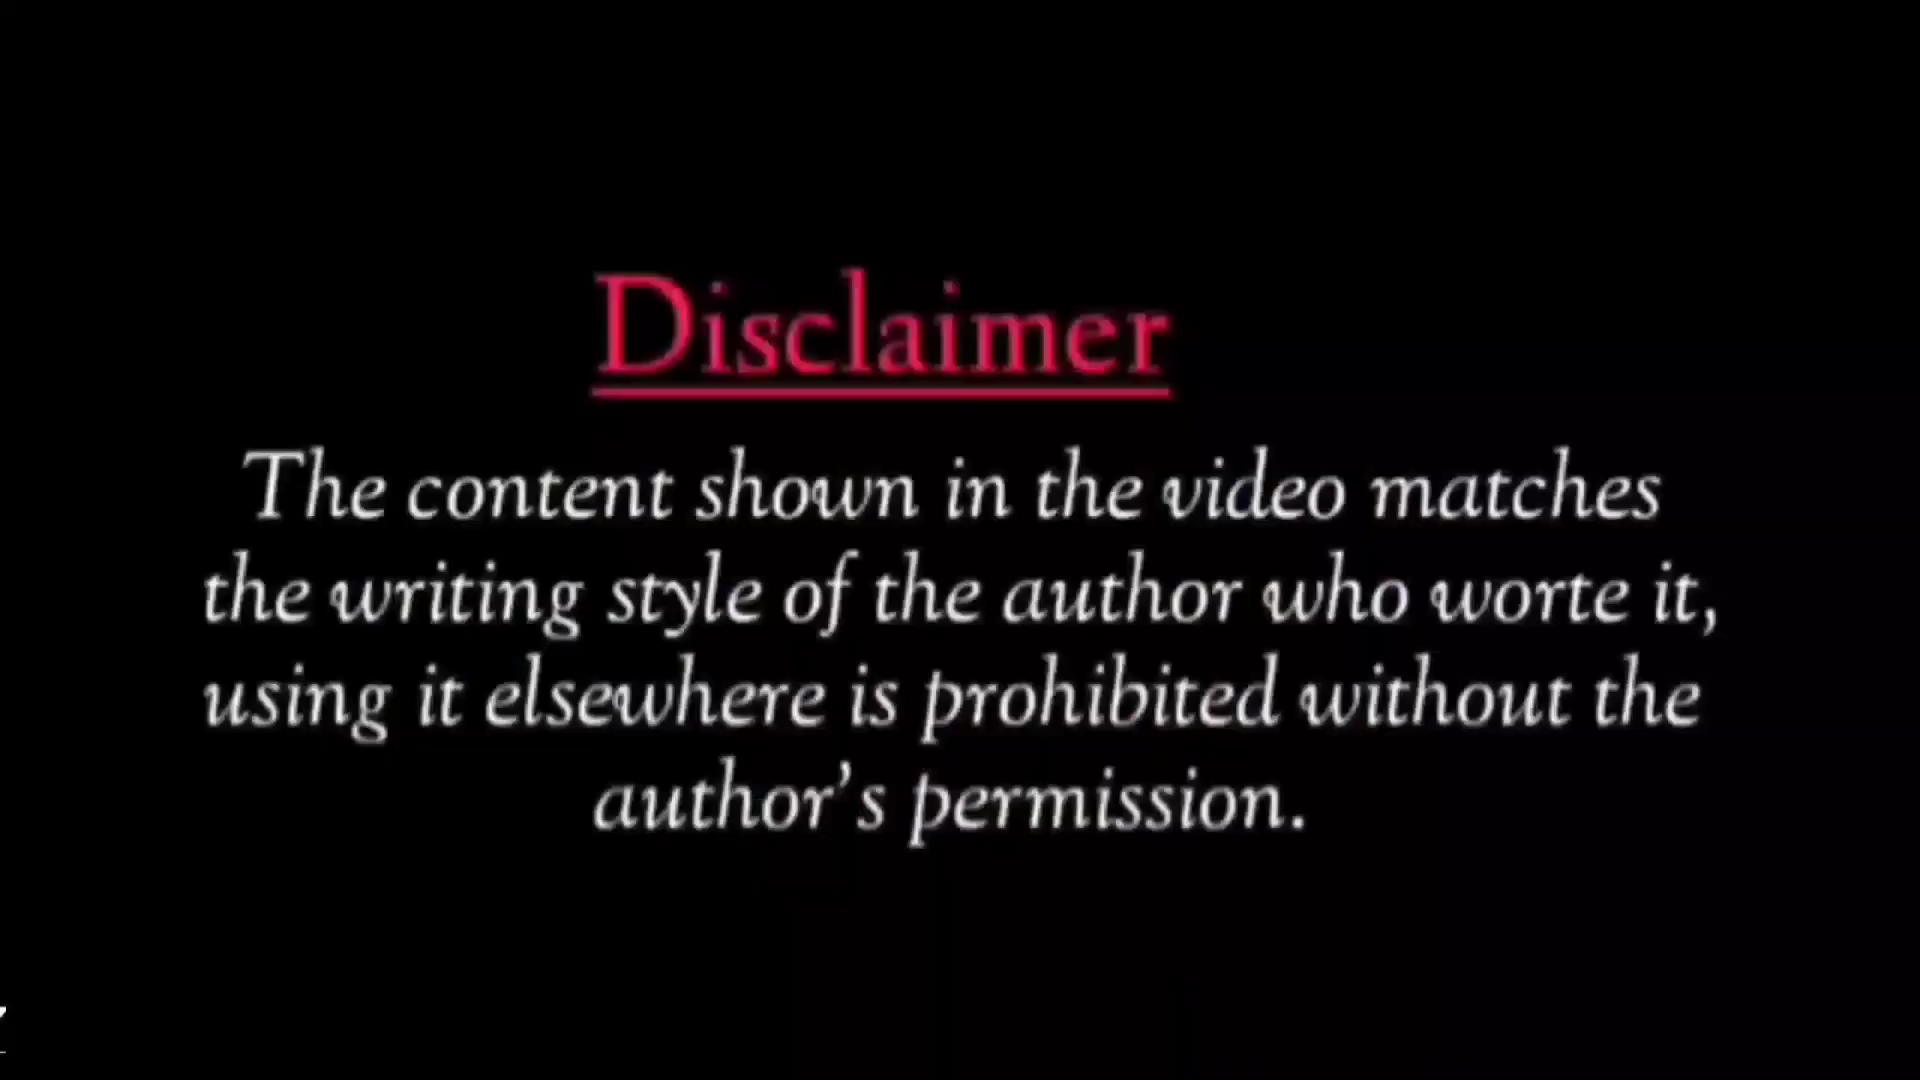 Disclaimer
The content shown in the video matches
the writing style of the author who worte it,
using it elsewhere is prohibited without the
author's permission.